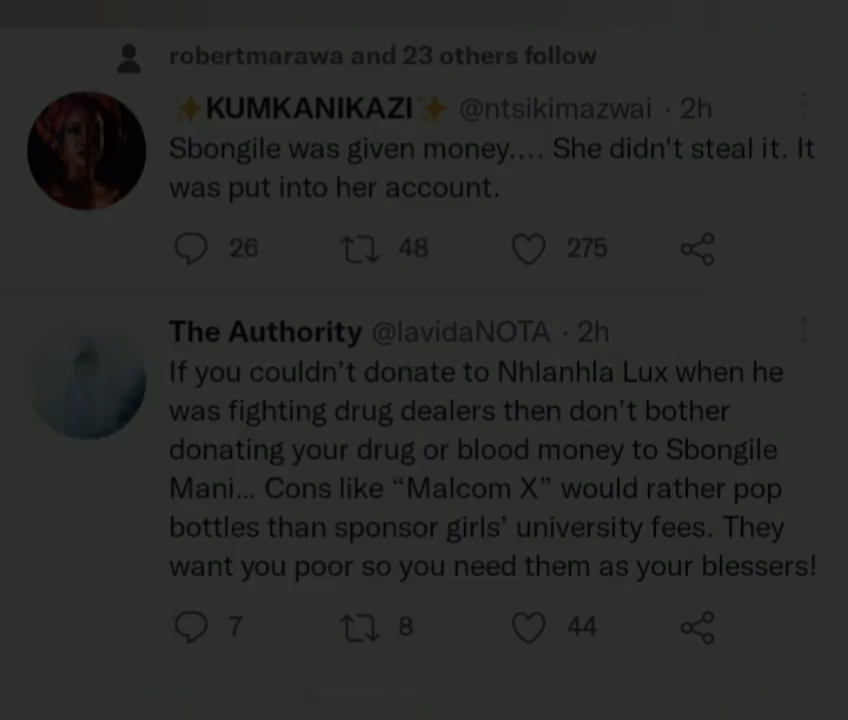 robertmarawa and 23 others follow
✨KUMKANIKAZI✨ @ntsikimazwai · 2h
Sbongile was given money.... She didn't steal it. It
was put into her account.
26 48 275
The Authority @lavidaNOTA · 2h
If you couldn’t donate to Nhlanhla Lux when he
was fighting drug dealers then don’t bother
donating your drug or blood money to Sbongile
Mani... Cons like “Malcom X” would rather pop
bottles than sponsor girls’ university fees. They
want you poor so you need them as your blessers!
7 8 44